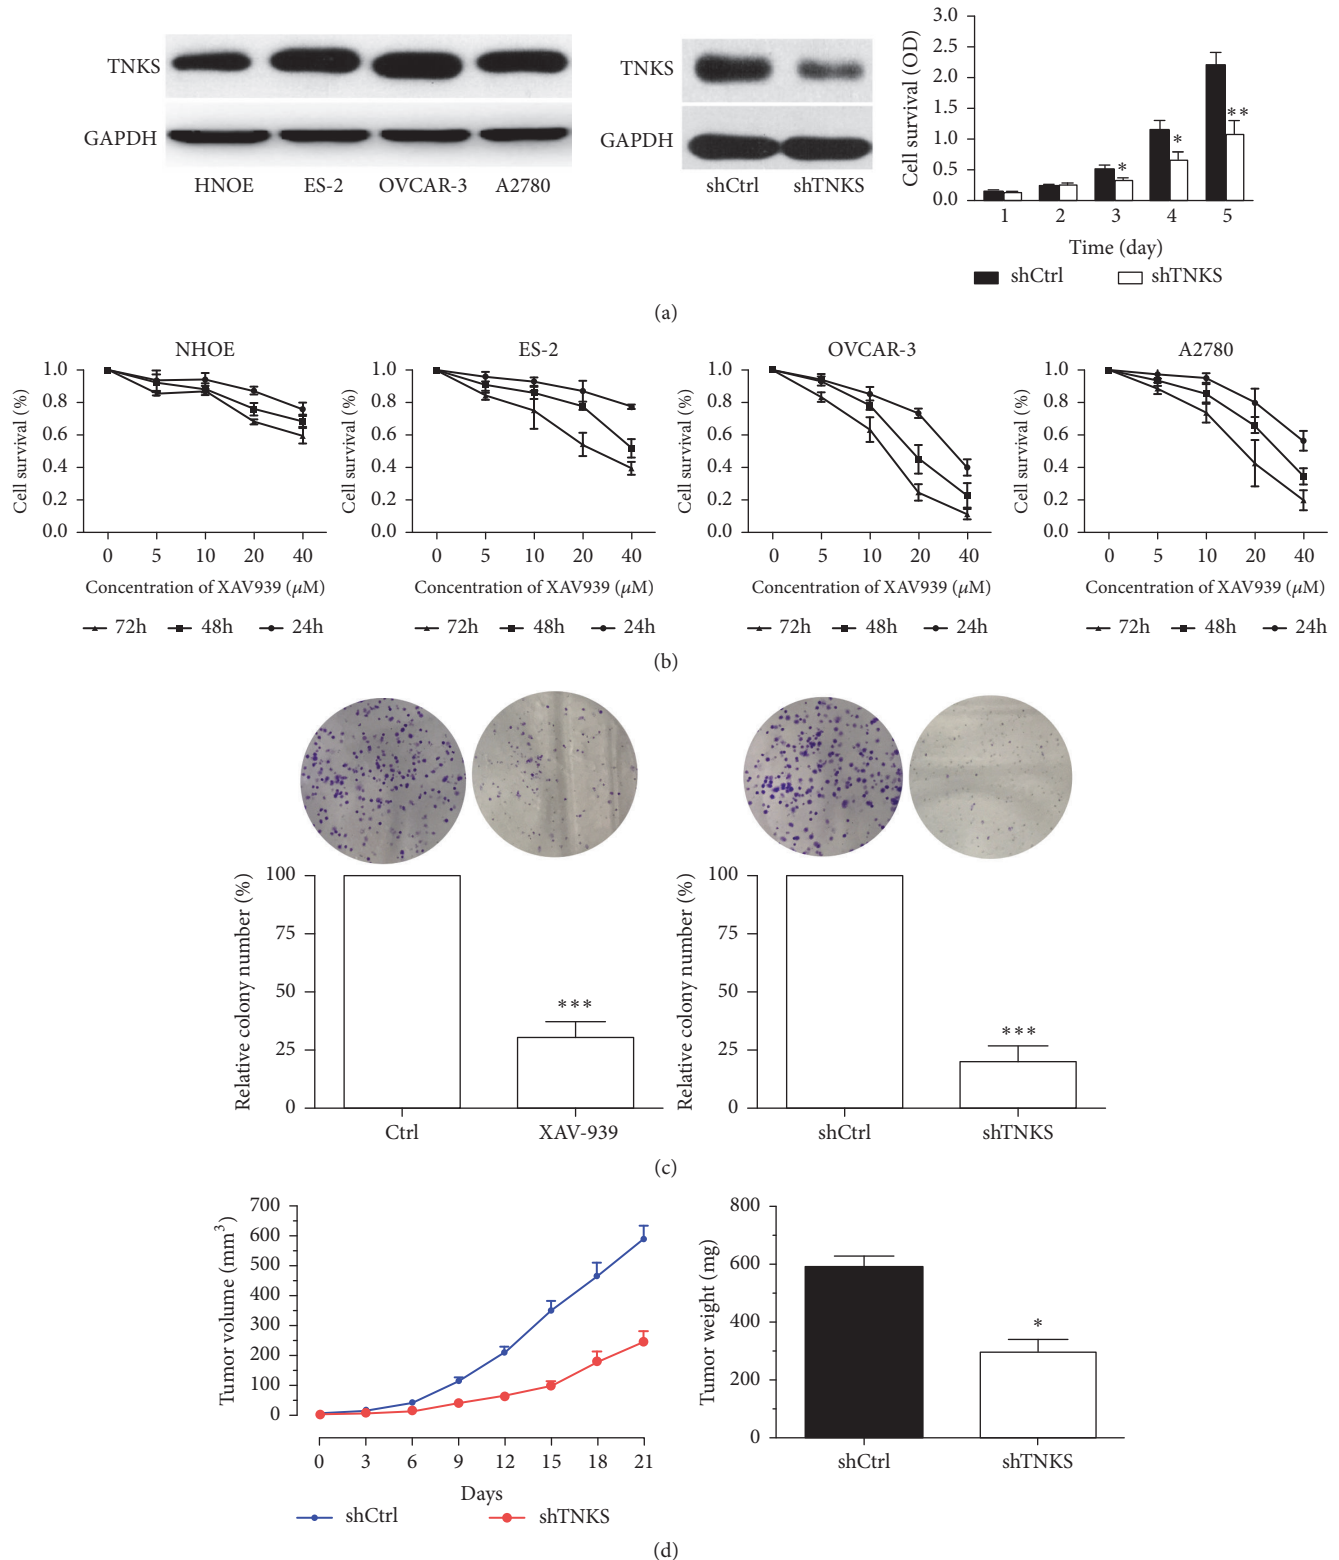 TNKS
GAPDH
HNOE ES-2 OVCAR-3 A2780
TNKS
GAPDH
shCtrl shTNKS
Cell survival (OD)
3.0
2.5
2.0
1.5
1.0
0.5
0.0
*
*
**
1 2 3 4 5
Time (day)
shCtrl shTNKS
(a)
NHOE
Cell survival (%)
1.0
0.8
0.6
0.4
0.2
0.0
0 5 10 20 40
Concentration of XAV939 (μM)
72h 48h 24h
ES-2
Cell survival (%)
1.0
0.8
0.6
0.4
0.2
0.0
0 5 10 20 40
Concentration of XAV939 (μM)
72h 48h 24h
OVCAR-3
Cell survival (%)
1.0
0.8
0.6
0.4
0.2
0.0
0 5 10 20 40
Concentration of XAV939 (μM)
72h 48h 24h
A2780
Cell survival (%)
1.0
0.8
0.6
0.4
0.2
0.0
0 5 10 20 40
Concentration of XAV939 (μM)
72h 48h 24h
(b)
Relative colony number (%)
100
75
50
25
0
***
Ctrl XAV-939
Relative colony number (%)
100
75
50
25
0
***
shCtrl shTNKS
(c)
Tumor volume (mm³)
700
600
500
400
300
200
100
0
0 3 6 9 12 15 18 21
Days
shCtrl shTNKS
Tumor weight (mg)
800
600
400
200
0
*
shCtrl shTNKS
(d)